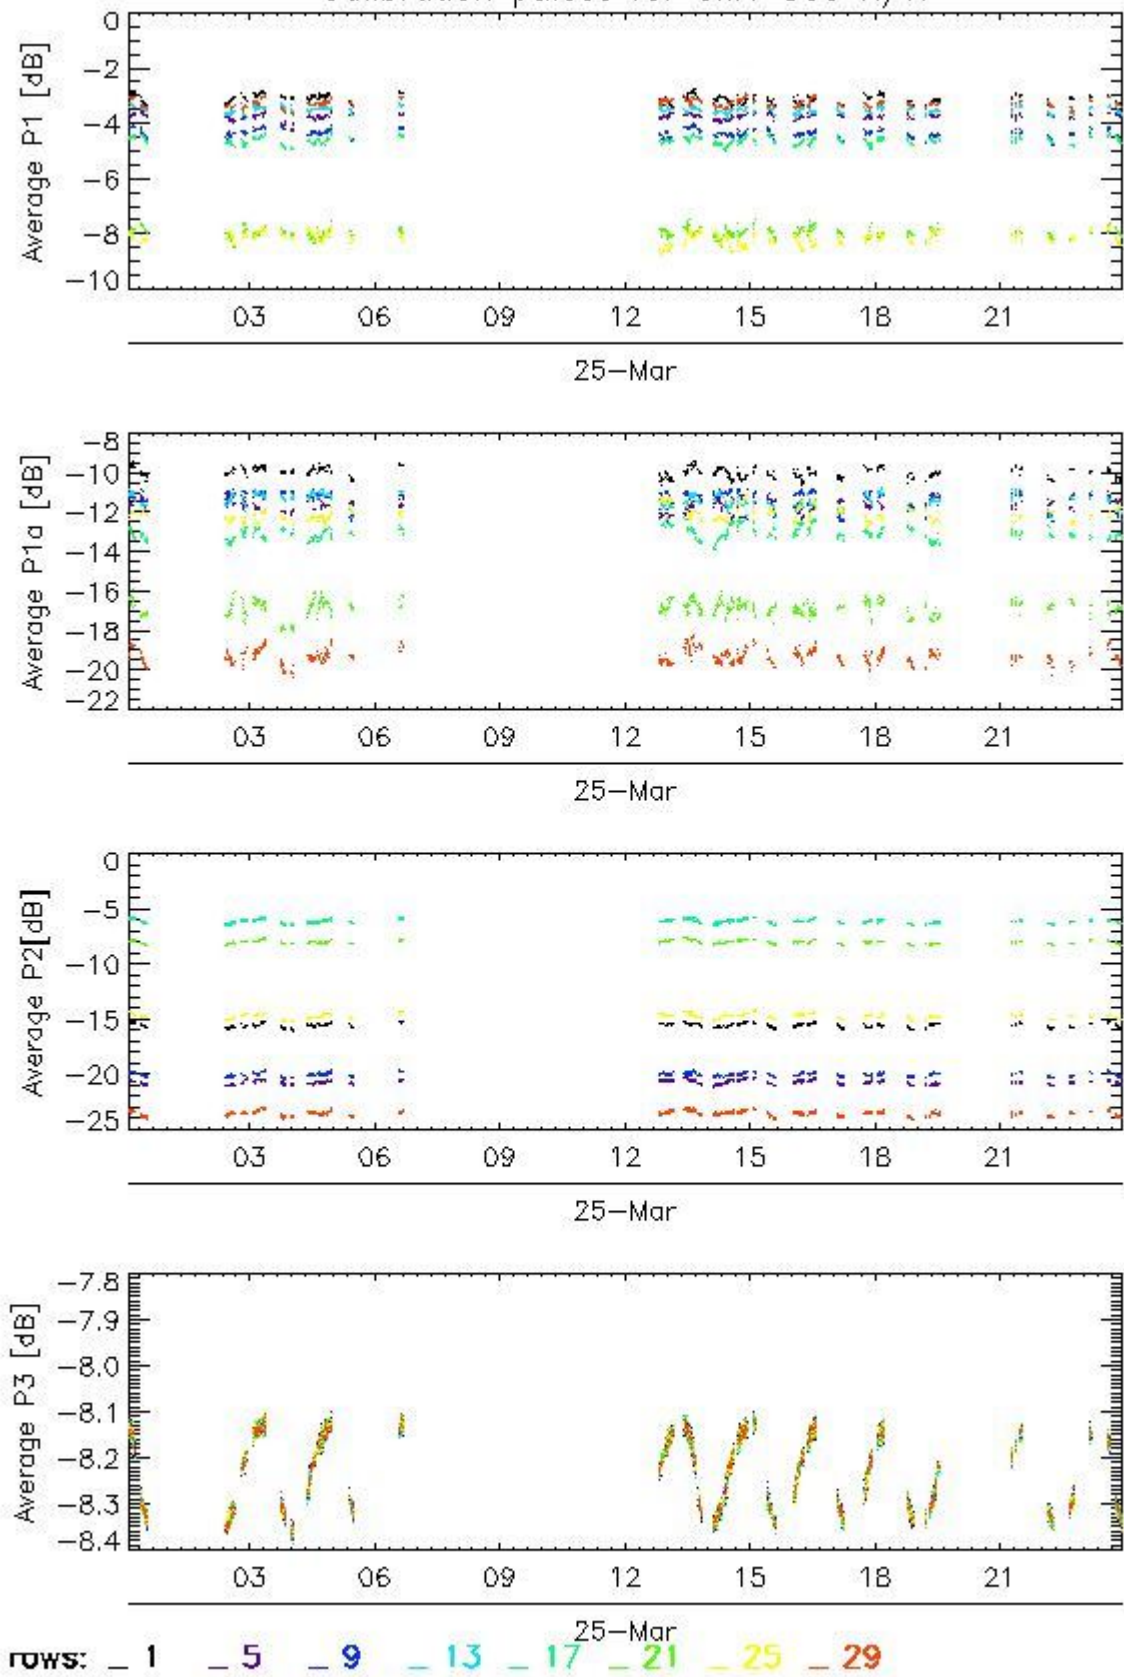 Average P1 [dB]
0
−2
−4
−6
−8
−10
03 06 09 12 15 18 21
25−Mar
Average P1a [dB]
−8
−10
−12
−14
−16
−18
−20
−22
03 06 09 12 15 18 21
25−Mar
Average P2[dB]
0
−5
−10
−15
−20
−25
03 06 09 12 15 18 21
25−Mar
Average P3 [dB]
−7.8
−7.9
−8.0
−8.1
−8.2
−8.3
−8.4
03 06 09 12 15 18 21
25−Mar
rows: _ 1 _ 5 _ 9 _ 13 _ 17 _ 21 _ 25 _ 29